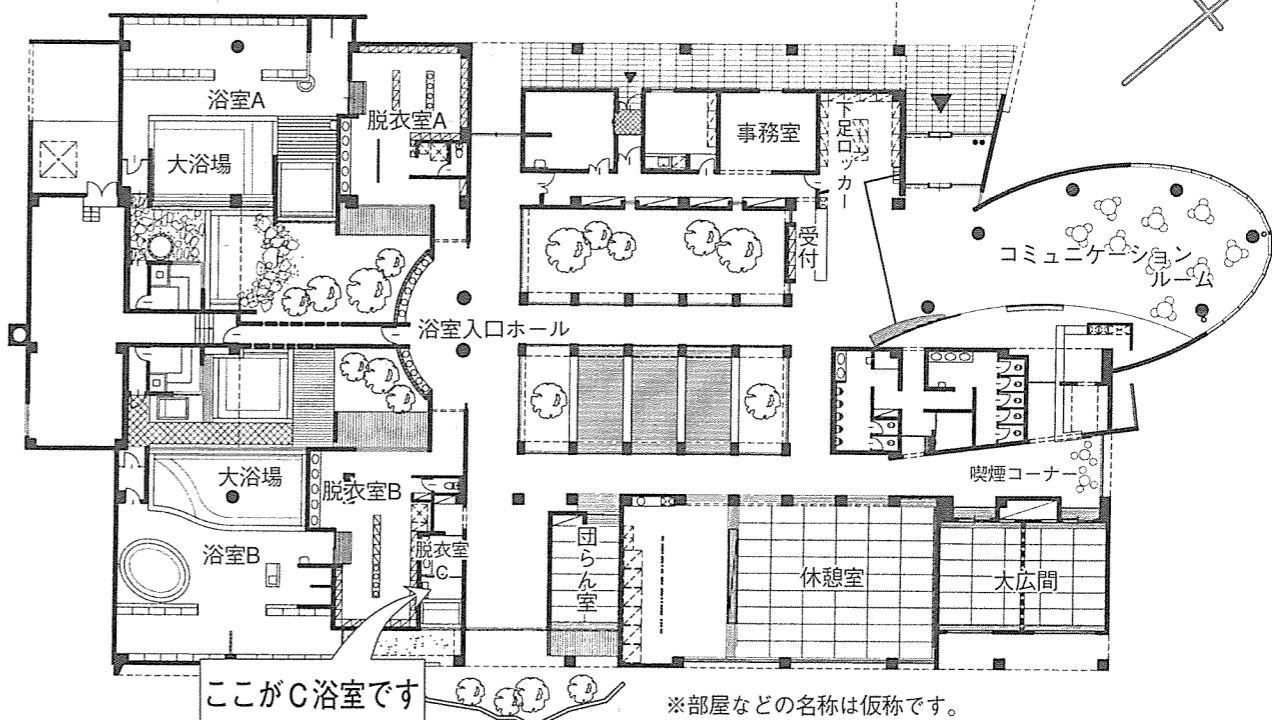 浴室A
脱衣室A
大浴場
事務室
下足ロッカー
受付
コミュニケーション
ルーム
浴室入口ホール
喫煙コーナー
大浴場
脱衣室B
浴室B
脱衣室
C
団らん室
休憩室
大広間
ここがC浴室です
※部屋などの名称は仮称です。